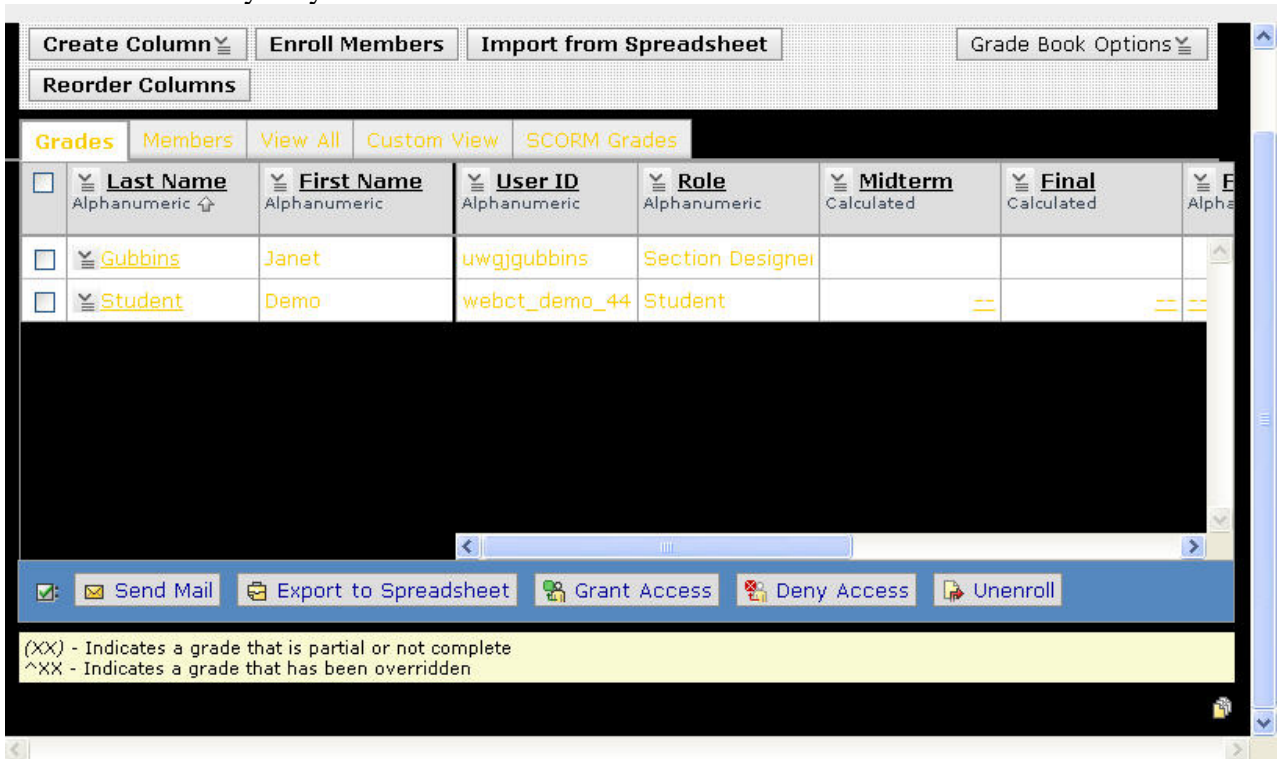 Create Column Enroll Members Import from Spreadsheet Grade Book Options
Reorder Columns
Grades Members View All Custom View SCORM Grades
Last Name First Name User ID Role Midterm Final
Alphanumeric Alphanumeric Alphanumeric Alphanumeric Calculated Calculated
Gubbins Janet uwgjgubbins Section Designer
Student Demo webct_demo_44 Student -- -- --
Send Mail Export to Spreadsheet Grant Access Deny Access Unenroll
(XX) - Indicates a grade that is partial or not complete
^XX - Indicates a grade that has been overridden